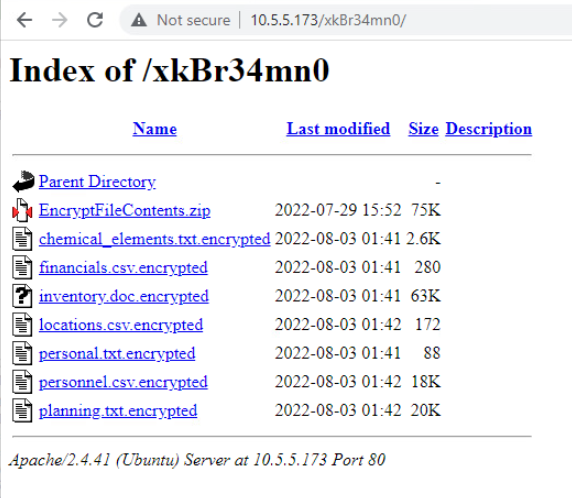 Not secure | 10.5.5.173/xkBr34mn0/
Index of /xkBr34mn0
Name Last modified Size Description
Parent Directory -
EncryptFileContents.zip 2022-07-29 15:52 75K
chemical_elements.txt.encrypted 2022-08-03 01:41 2.6K
financials.csv.encrypted 2022-08-03 01:41 280
inventory.doc.encrypted 2022-08-03 01:41 63K
locations.csv.encrypted 2022-08-03 01:42 172
personal.txt.encrypted 2022-08-03 01:41 88
personnel.csv.encrypted 2022-08-03 01:42 18K
planning.txt.encrypted 2022-08-03 01:42 20K
Apache/2.4.41 (Ubuntu) Server at 10.5.5.173 Port 80